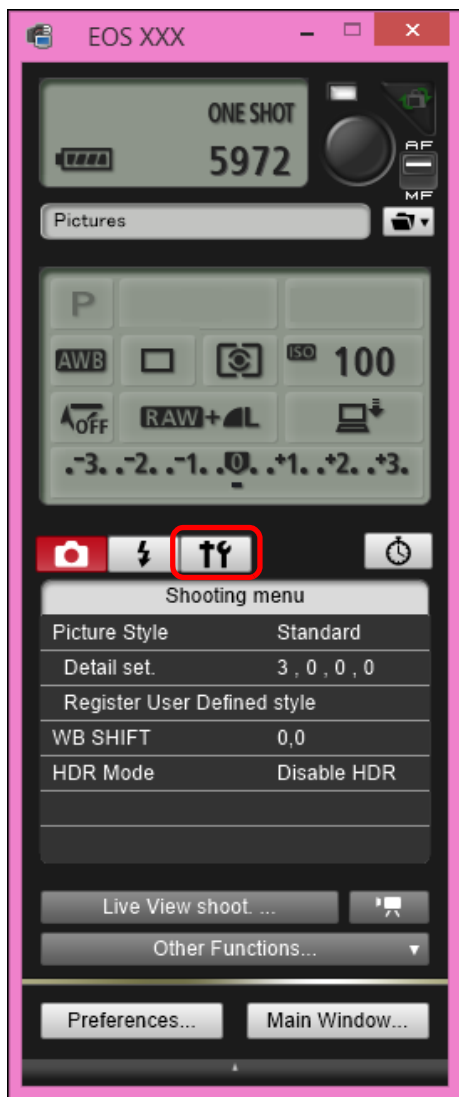 EOS XXX
ONE SHOT
5972
AF
MF
Pictures
P
AWB
ISO 100
OFF RAW+L
.-3. .-2. .-1. .0. .+1. .+2. .+3.
Shooting menu
Picture Style Standard
Detail set. 3 , 0 , 0 , 0
Register User Defined style
WB SHIFT 0,0
HDR Mode Disable HDR
Live View shoot. ...
Other Functions...
Preferences... Main Window...